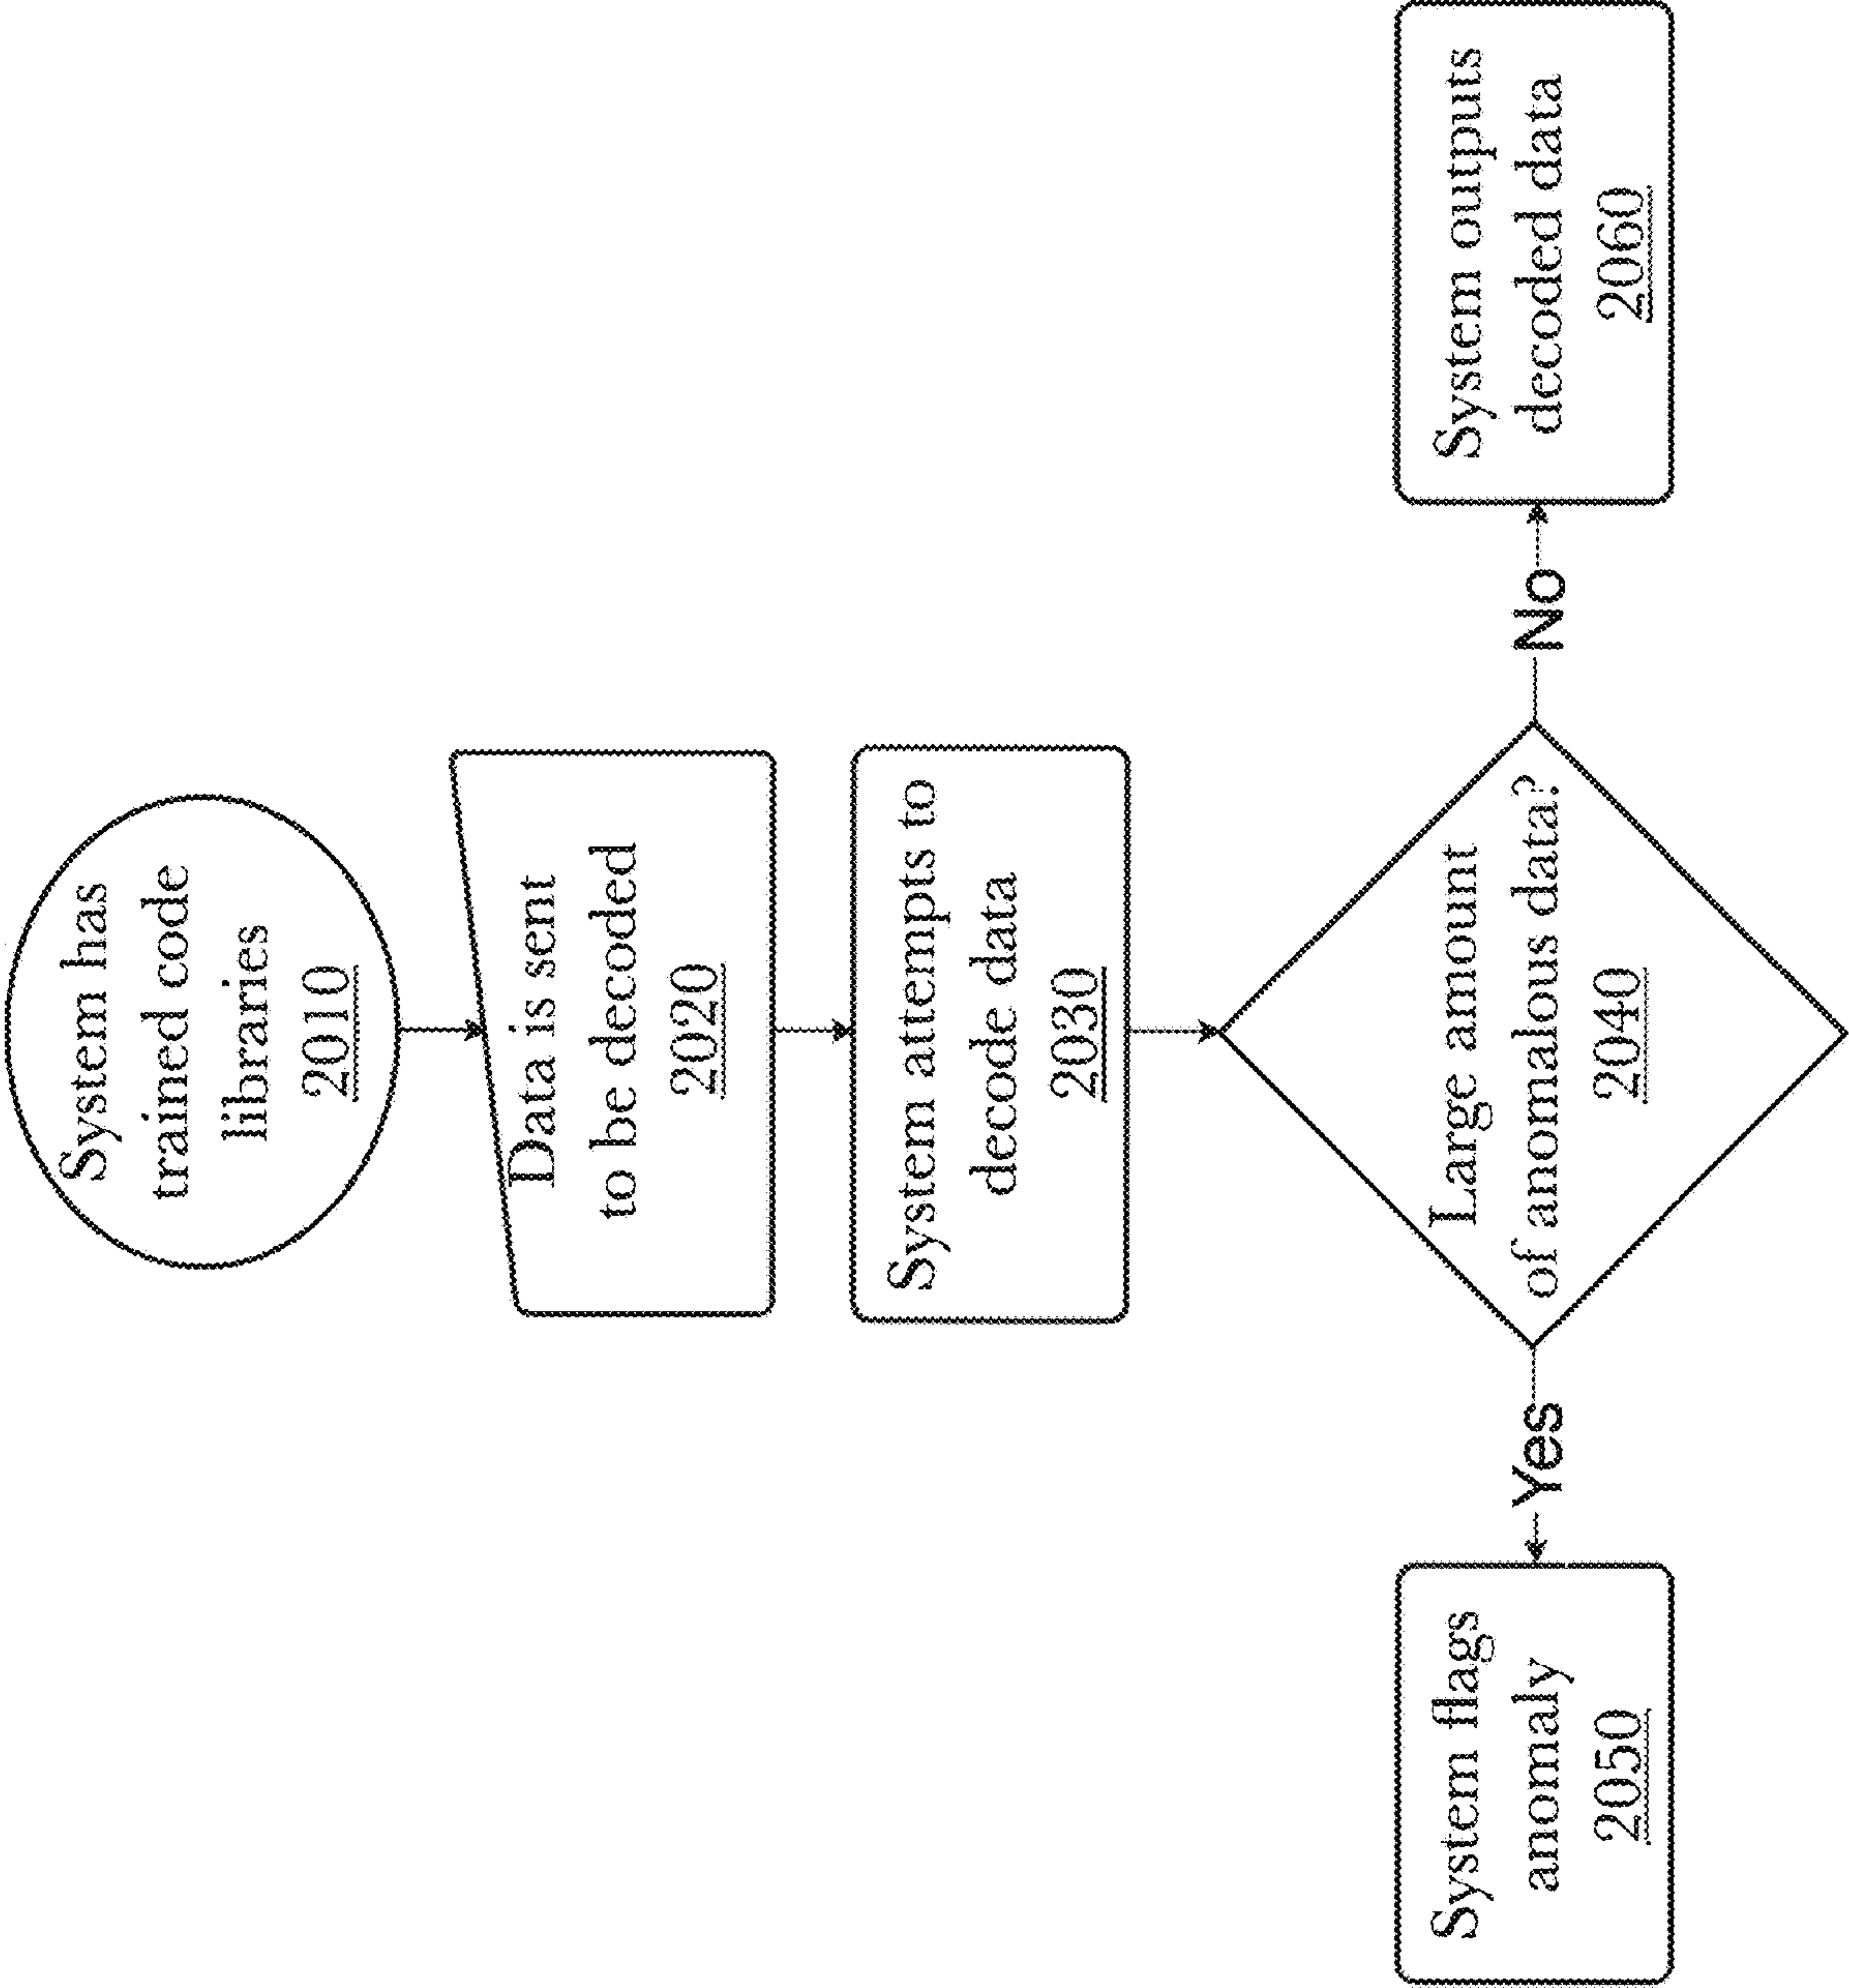 System has
trained code
libraries
2010
Data is sent
to be decoded
2020
System attempts to
decode data
2030
Large amount
of anomalous data?
2040
Yes
No
System flags
anomaly
2050
System outputs
decoded data
2060